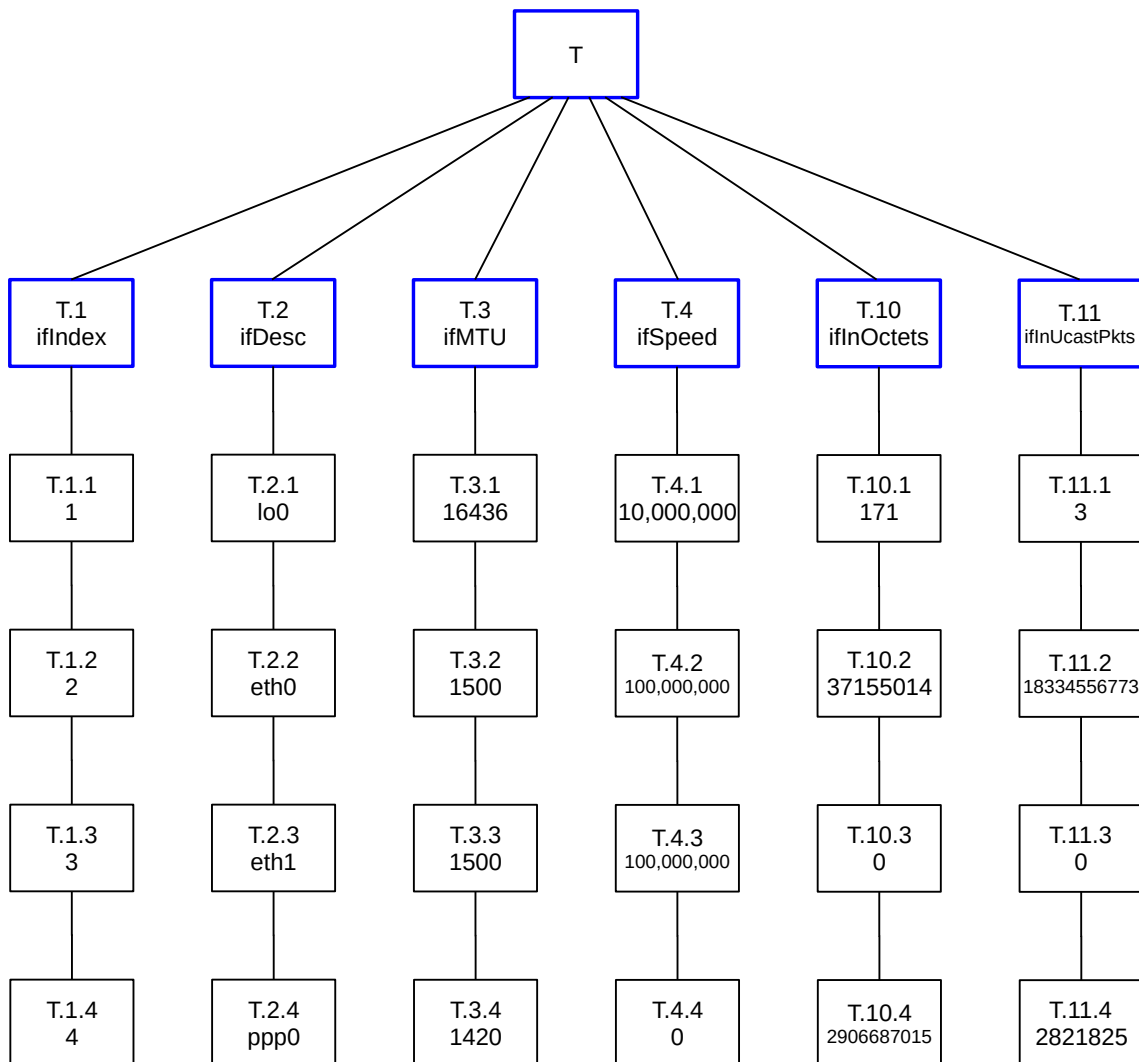 T
T.1
ifIndex
T.2
ifDesc
T.3
ifMTU
T.4
ifSpeed
T.10
ifInOctets
T.11
ifInUcastPkts
T.1.1
1
T.2.1
lo0
T.3.1
16436
T.4.1
10,000,000
T.10.1
171
T.11.1
3
T.1.2
2
T.2.2
eth0
T.3.2
1500
T.4.2
100,000,000
T.10.2
37155014
T.11.2
18334556773
T.1.3
3
T.2.3
eth1
T.3.3
1500
T.4.3
100,000,000
T.10.3
0
T.11.3
0
T.1.4
4
T.2.4
ppp0
T.3.4
1420
T.4.4
0
T.10.4
2906687015
T.11.4
2821825